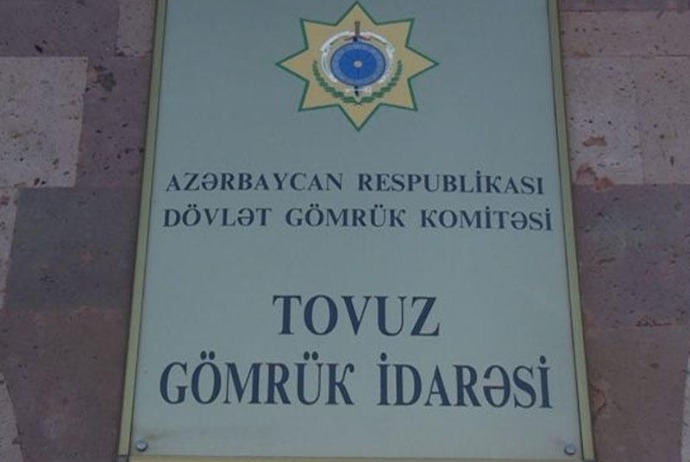 AZƏRBAYCAN RESPUBLİKASI
DÖVLƏT GÖMRÜK KOMİTƏSİ
TOVUZ
GÖMRÜK İDARƏSİ